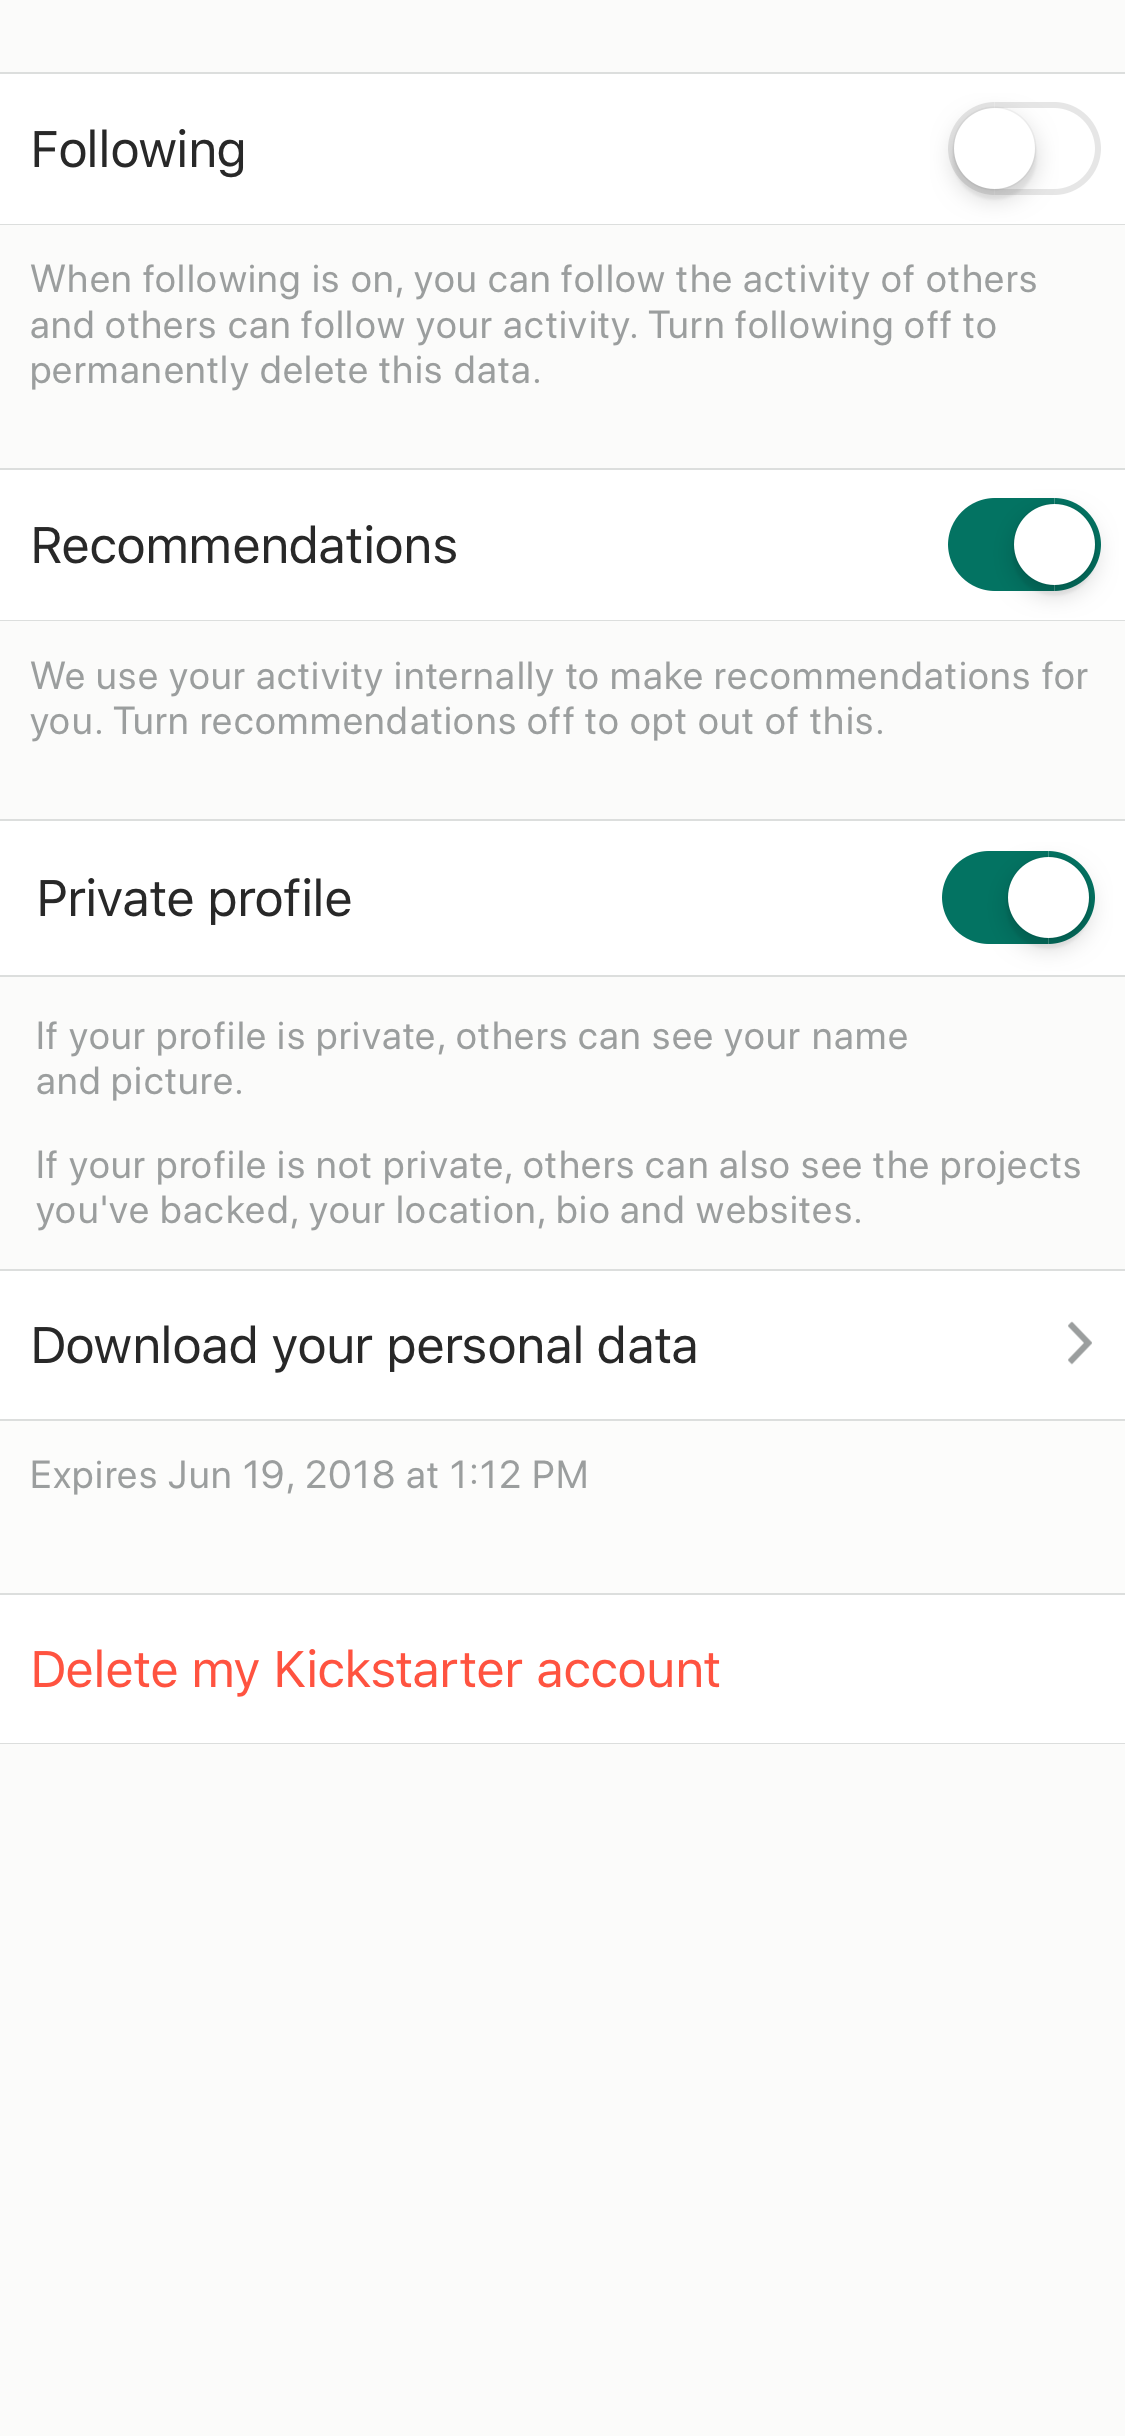 Following
When following is on, you can follow the activity of others
and others can follow your activity. Turn following off to
permanently delete this data.
Recommendations
We use your activity internally to make recommendations for
you. Turn recommendations off to opt out of this.
Private profile
If your profile is private, others can see your name
and picture.
If your profile is not private, others can also see the projects
you've backed, your location, bio and websites.
Download your personal data
Expires Jun 19, 2018 at 1:12 PM
Delete my Kickstarter account